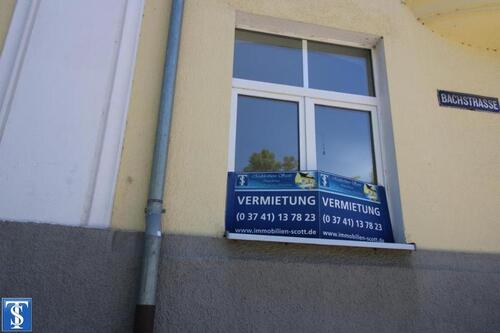 BACHSTRASSE
VERMIETUNG
(0 37 41) 13 78 23
www.immobilien-scott.de
VERMIETUNG
(0 37 41) 13 78 23
www.immobilien-scott.de
TS